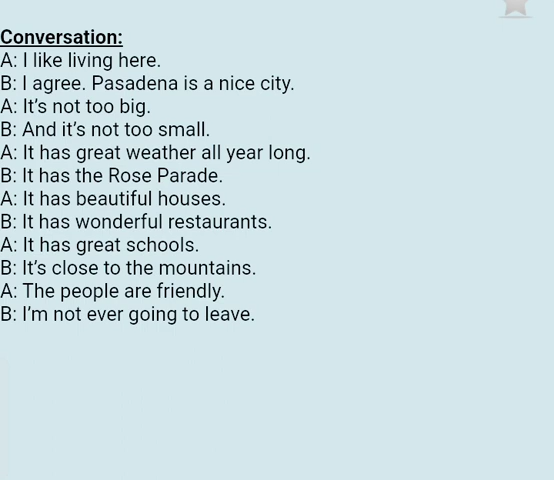 Conversation:
A: I like living here.
B: I agree. Pasadena is a nice city.
A: It’s not too big.
B: And it’s not too small.
A: It has great weather all year long.
B: It has the Rose Parade.
A: It has beautiful houses.
B: It has wonderful restaurants.
A: It has great schools.
B: It’s close to the mountains.
A: The people are friendly.
B: I’m not ever going to leave.